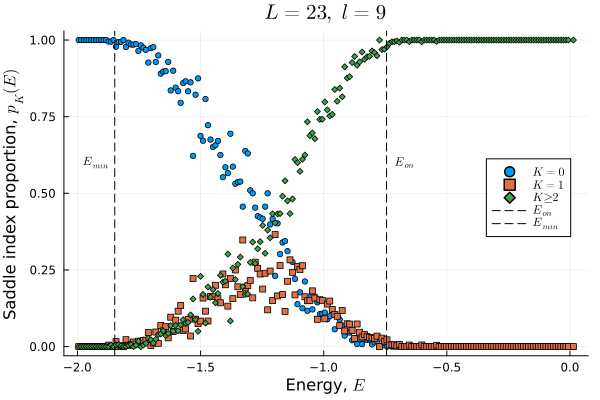 L = 23, l = 9
Saddle index proportion, p_K(E)
1.00
0.75
0.50
0.25
0.00
E_min
E_on
K = 0
K = 1
K ≥ 2
E_on
E_min
−2.0
−1.5
−1.0
−0.5
0.0
Energy, E